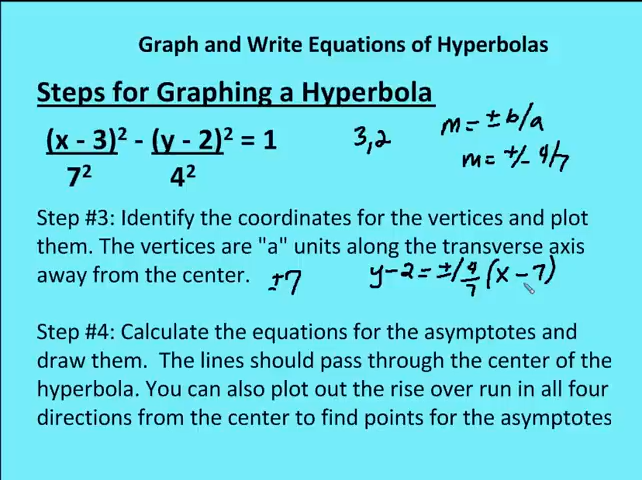 Graph and Write Equations of Hyperbolas
Steps for Graphing a Hyperbola
(x - 3)² - (y - 2)² = 1
7² 4²
3,2
m = ± b/a
m = +/- 4/7
Step #3: Identify the coordinates for the vertices and plot
them. The vertices are "a" units along the transverse axis
away from the center. ±7
y-2 = ±/ 4/7 (x - 7)
Step #4: Calculate the equations for the asymptotes and
draw them. The lines should pass through the center of the
hyperbola. You can also plot out the rise over run in all four
directions from the center to find points for the asymptotes